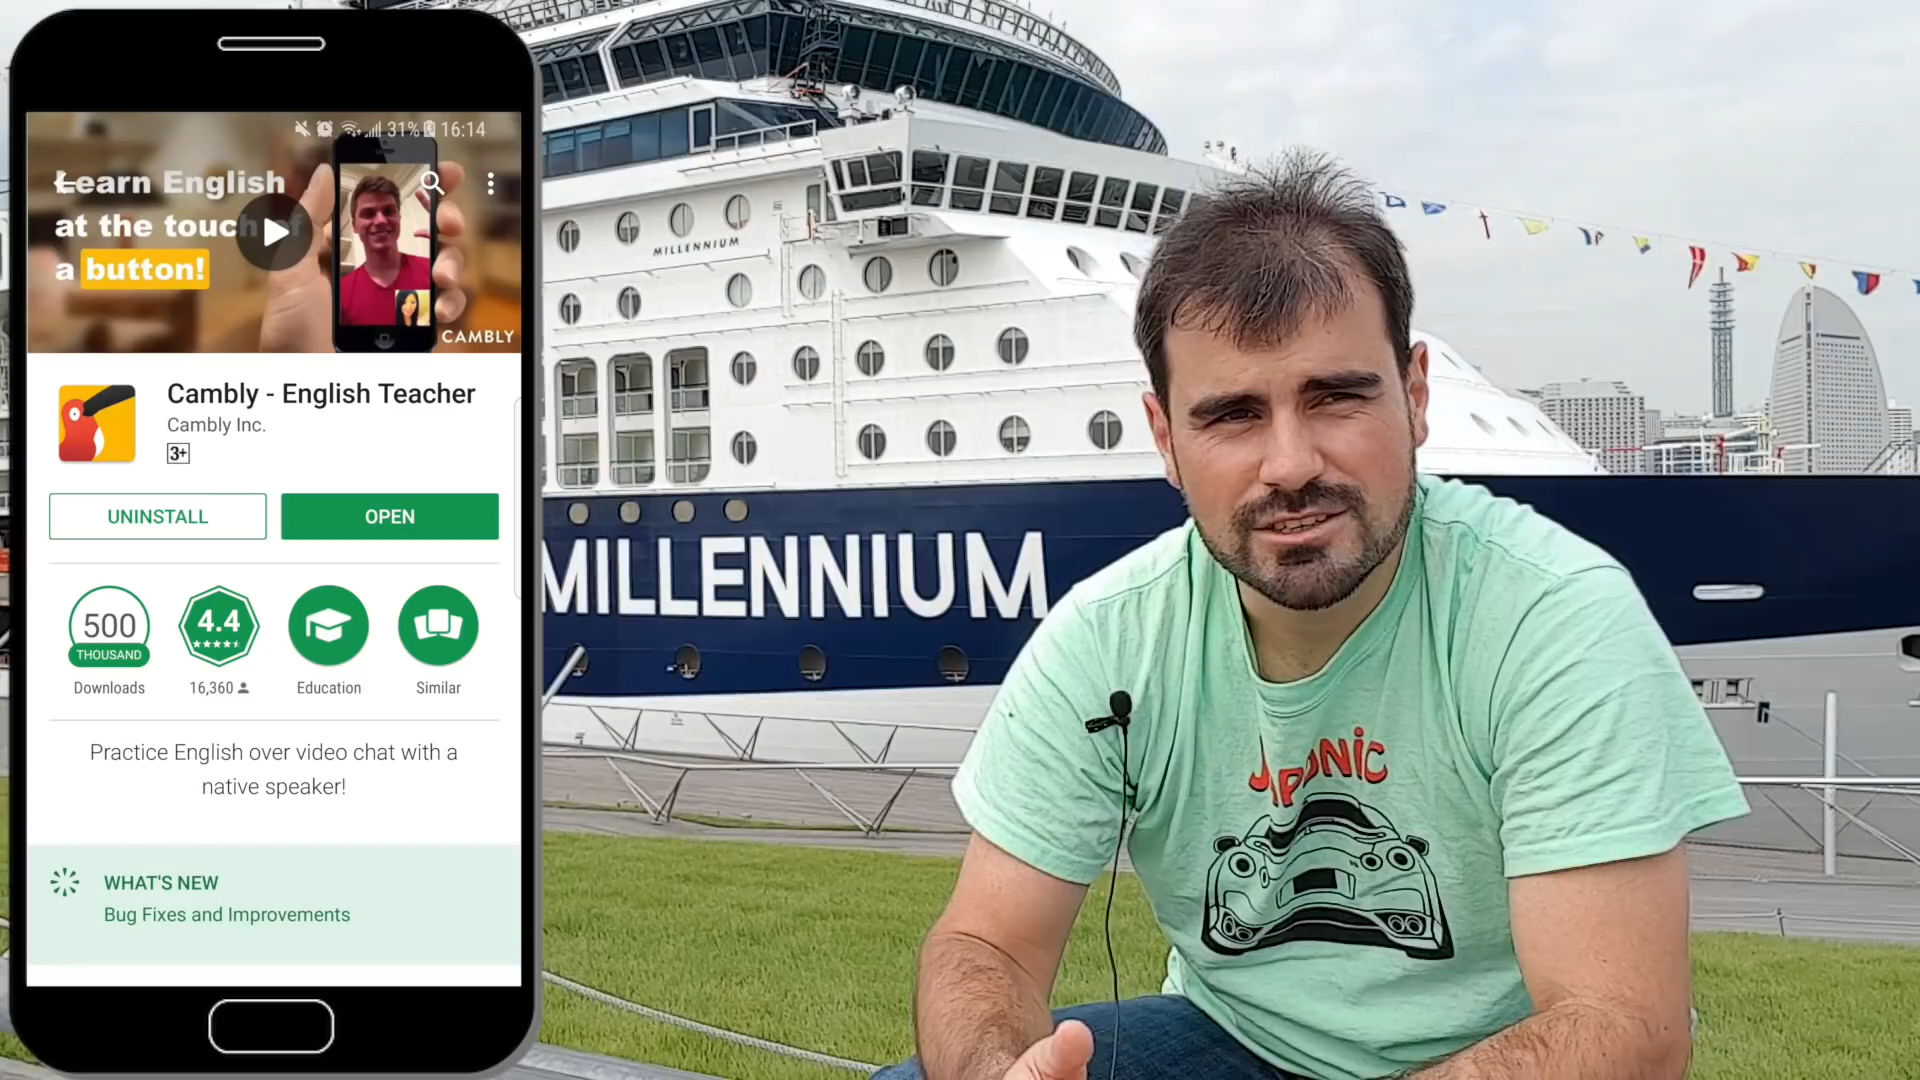 31% 16:14
Learn English
at the touch of
a button!
CAMBLY
Cambly - English Teacher
Cambly Inc.
3+
UNINSTALL
OPEN
500
THOUSAND
Downloads
4.4
16,360
Education
Similar
Practice English over video chat with a
native speaker!
WHAT'S NEW
Bug Fixes and Improvements
MILLENNIUM
MILLENNIUM
JAPONIC